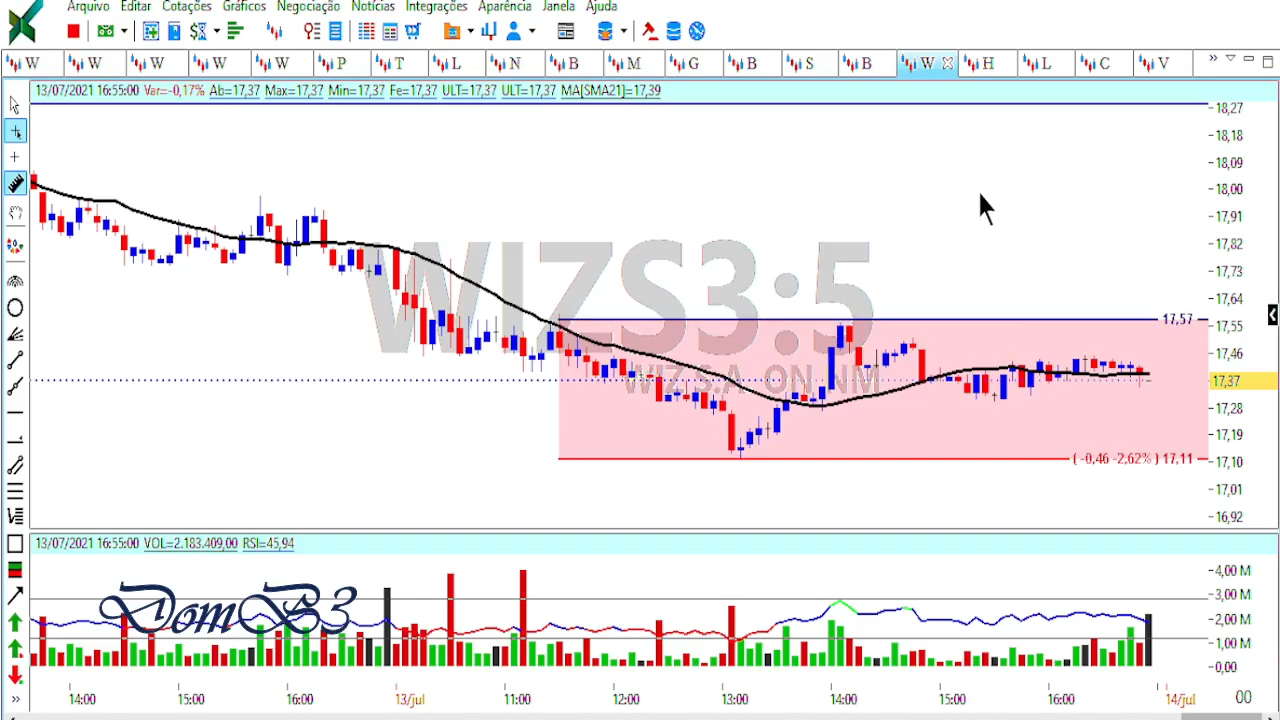 Arquivo Editar Cotações Gráficos Negociação Notícias Integrações Aparência Janela Ajuda
W W W W W P T L N B M G B S B W H L C V
13/07/2021 16:55:00 Var=-0,17% Ab=17,37 Max=17,37 Min=17,37 Fe=17,37 ULT=17,37 ULT=17,37 MA[SMA21]=17,39
18,27
18,18
18,09
18,00
17,91
17,82
17,73
17,64
17,55
17,46
17,37
17,28
17,19
17,10
17,01
16,92
WIZS3:5
WIZ S.A. ON NM
17,57
( -0,46 -2,62% ) 17,11
13/07/2021 16:55:00 VOL=2.183.409,00 RSI=45,94
DomB3
4,00 M
3,00 M
2,00 M
1,00 M
0,00
14:00 15:00 16:00 13/jul 11:00 12:00 13:00 14:00 15:00 16:00 14/jul 00